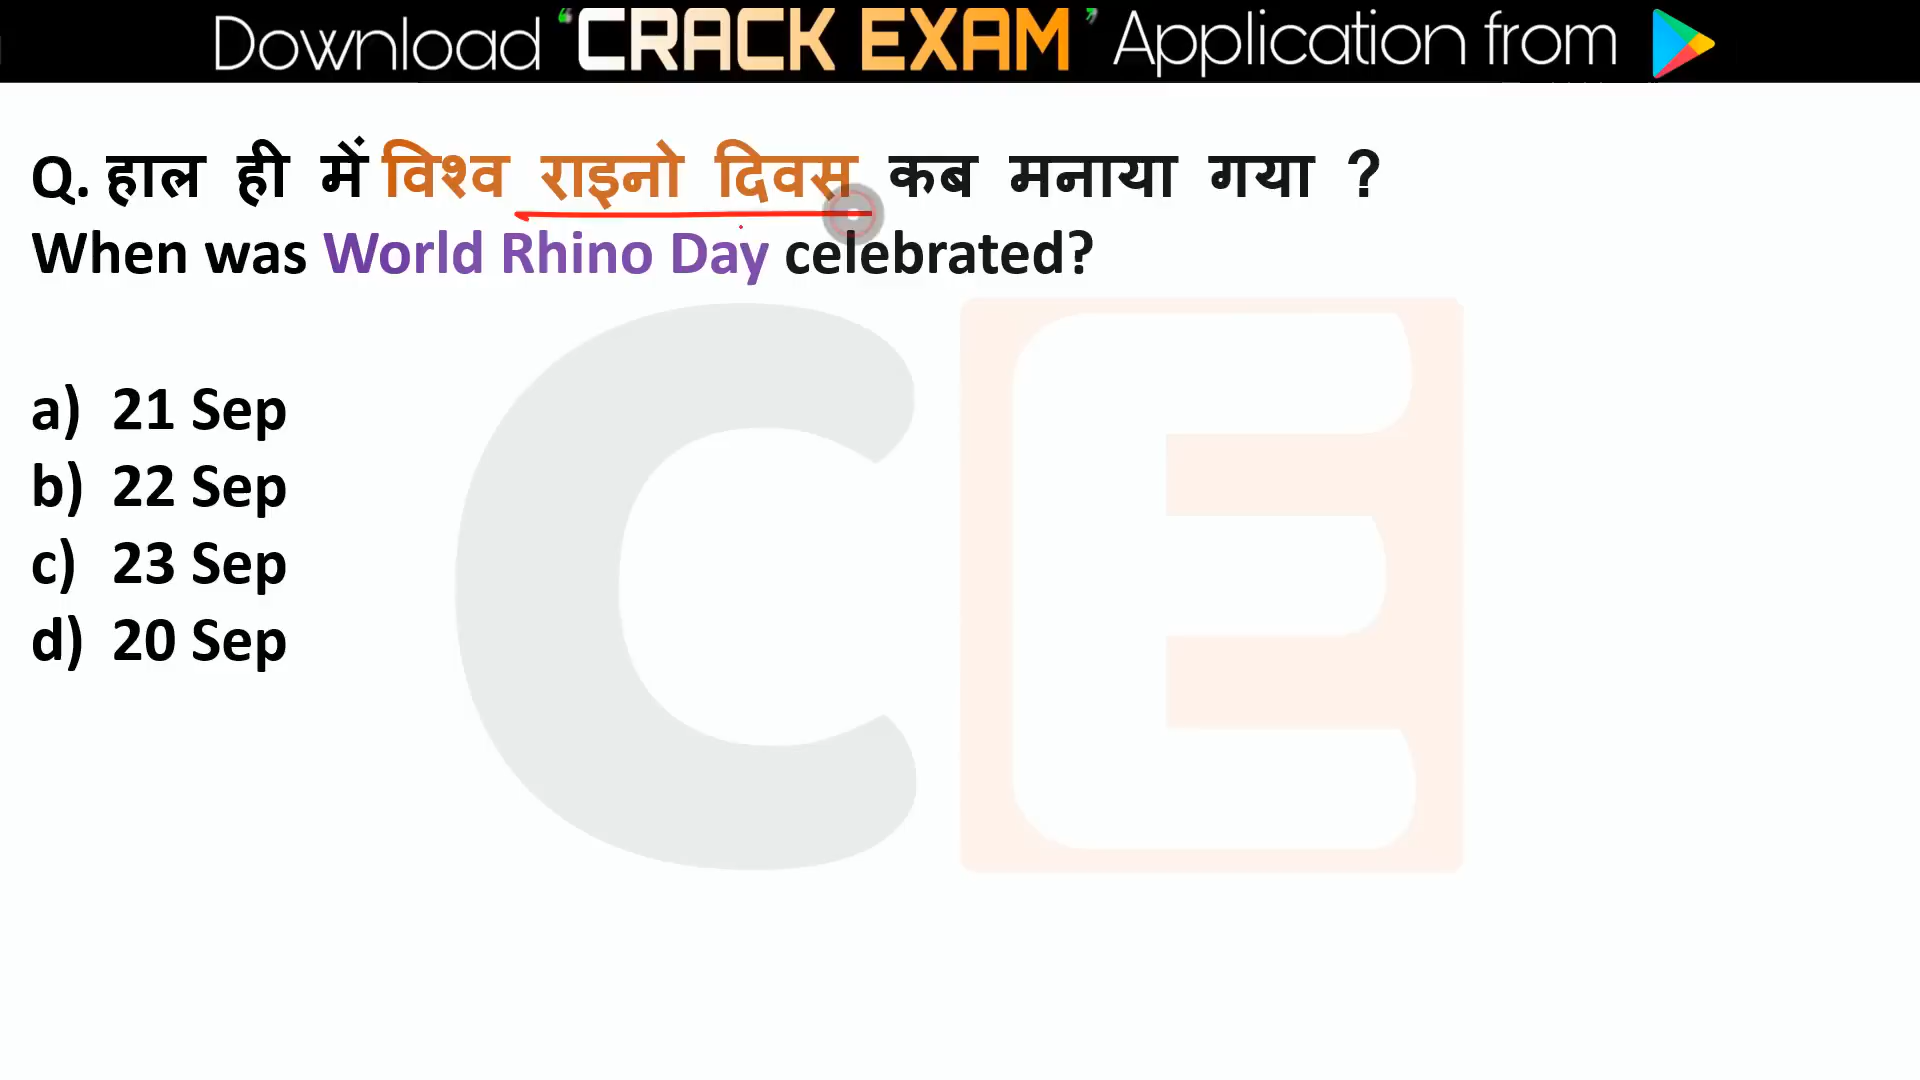 Download ‘CRACK EXAM’ Application from
Q. हाल ही में विश्व राइनो दिवस कब मनाया गया ?
When was World Rhino Day celebrated?
a) 21 Sep
b) 22 Sep
c) 23 Sep
d) 20 Sep
CE